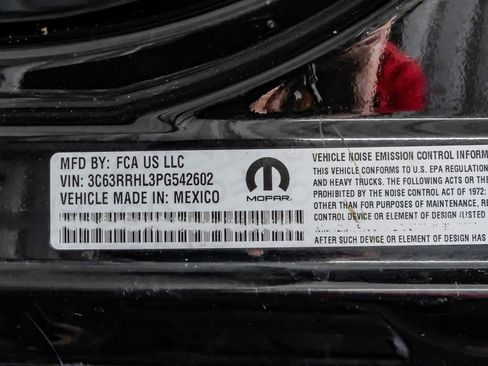 MFD BY: FCA US LLC
VIN: 3C63RRHL3PG542602
VEHICLE MADE IN: MEXICO
MOPAR
VEHICLE NOISE EMISSION CONTROL INFORM
THIS VEHICLE CONFORMS TO U.S. EPA REGULATION
AND HEAVY TRUCKS. THE FOLLOWING ACTS OR THE
PROHIBITED BY THE NOISE CONTROL ACT OF 1972:
THAN FOR PURPOSES OF MAINTENANCE, RE
CONTROL DEVICE OR ELEMENT OF DESIGN (LISTED
AFTER SUCH DEVICE OR ELEMENT OF DESIGN HAS